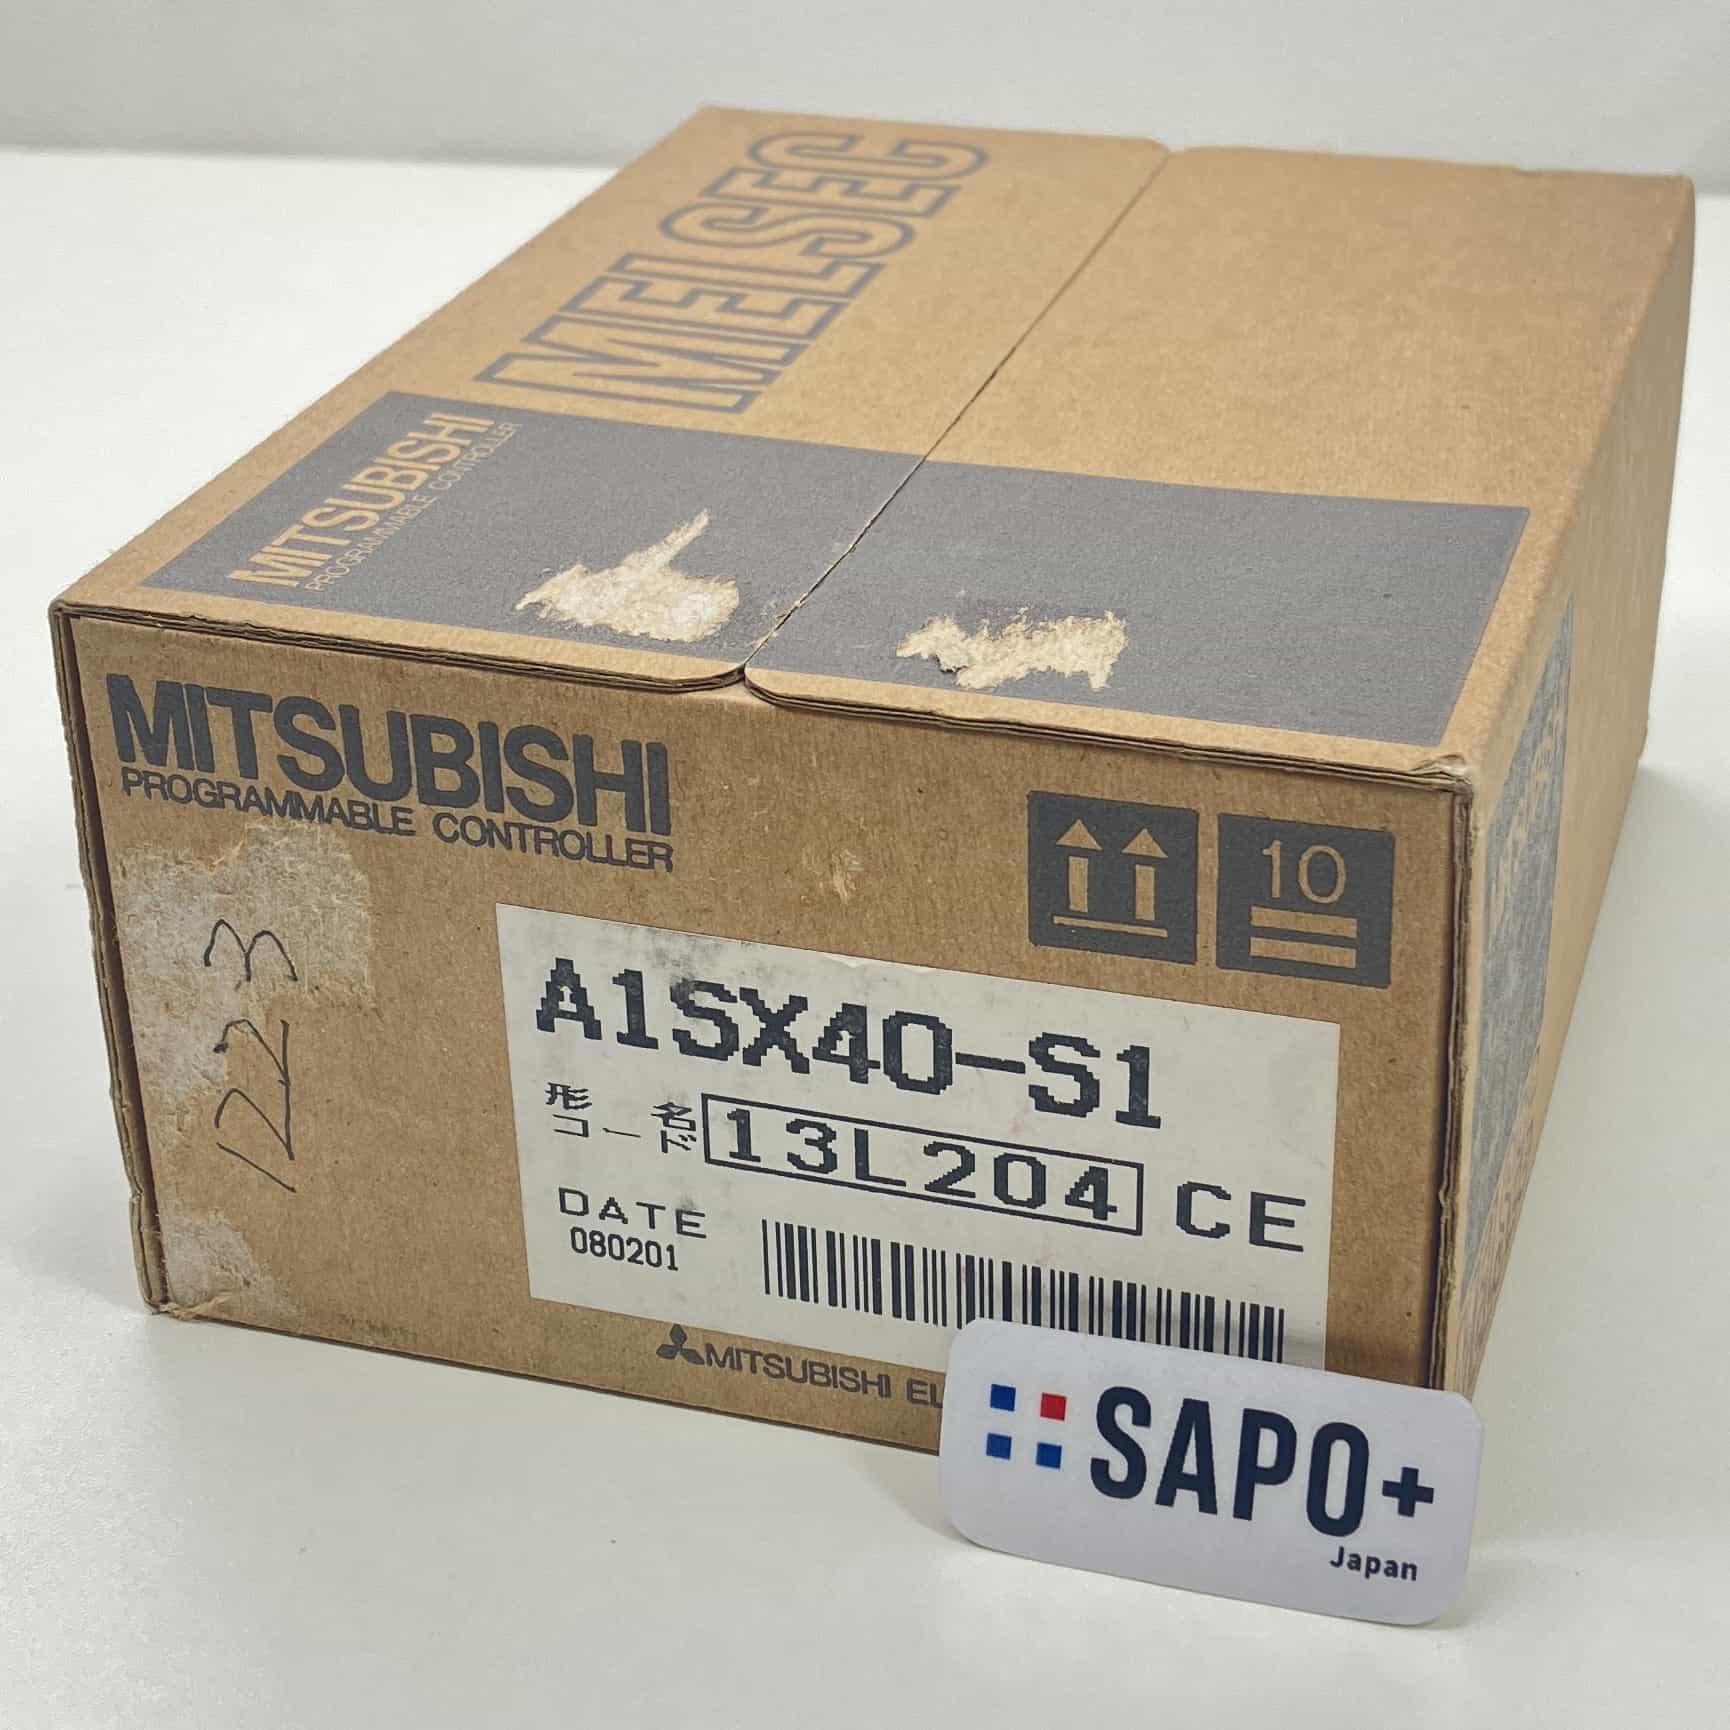 MELSEC
MITSUBISHI
PROGRAMMABLE CONTROLLER
MITSUBISHI
PROGRAMMABLE CONTROLLER
10
1223
A1SX40-S1
形名
コード 13L204 CE
DATE
080201
MITSUBISHI
SAPO+
Japan